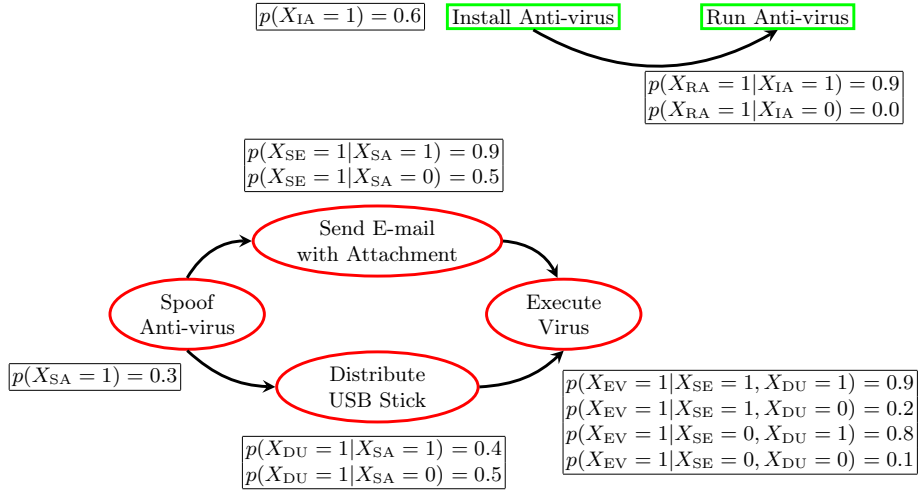 p(X_IA = 1) = 0.6
Install Anti-virus
Run Anti-virus
p(X_RA = 1|X_IA = 1) = 0.9
p(X_RA = 1|X_IA = 0) = 0.0
p(X_SE = 1|X_SA = 1) = 0.9
p(X_SE = 1|X_SA = 0) = 0.5
Send E-mail
with Attachment
Spoof
Anti-virus
Execute
Virus
p(X_SA = 1) = 0.3
Distribute
USB Stick
p(X_EV = 1|X_SE = 1, X_DU = 1) = 0.9
p(X_EV = 1|X_SE = 1, X_DU = 0) = 0.2
p(X_EV = 1|X_SE = 0, X_DU = 1) = 0.8
p(X_EV = 1|X_SE = 0, X_DU = 0) = 0.1
p(X_DU = 1|X_SA = 1) = 0.4
p(X_DU = 1|X_SA = 0) = 0.5